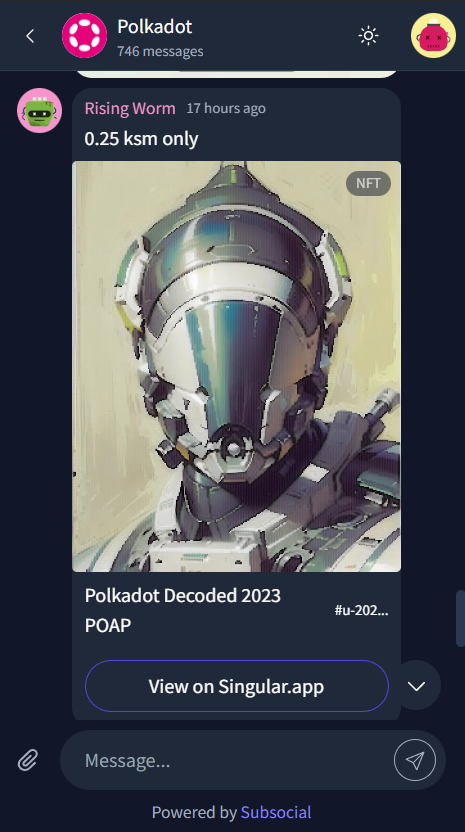 Polkadot
746 messages
Rising Worm 17 hours ago
0.25 ksm only
NFT
Polkadot Decoded 2023
POAP
#u-202...
View on Singular.app
Message...
Powered by Subsocial